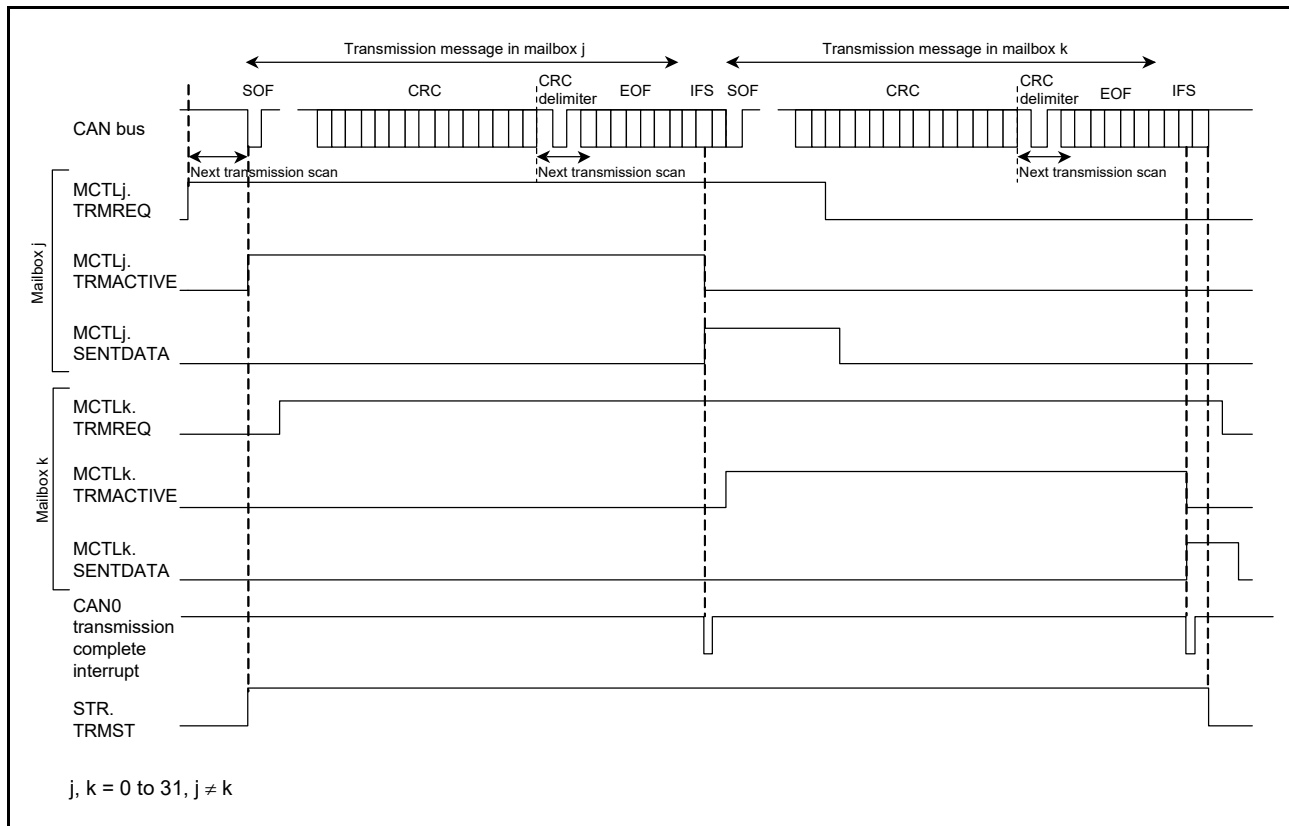 Transmission message in mailbox j
Transmission message in mailbox k
SOF
CRC
CRC
delimiter
EOF
IFS
SOF
CRC
CRC
delimiter
EOF
IFS
CAN bus
Next transmission scan
Next transmission scan
Next transmission scan
Mailbox j
MCTLj.
TRMREQ
MCTLj.
TRMACTIVE
MCTLj.
SENTDATA
Mailbox k
MCTLk.
TRMREQ
MCTLk.
TRMACTIVE
MCTLk.
SENTDATA
CAN0
transmission
complete
interrupt
STR.
TRMST
j, k = 0 to 31, j ≠ k